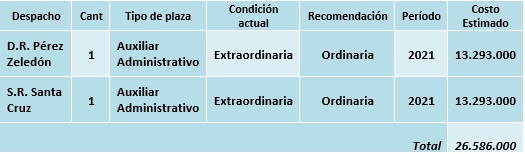 Despacho Cant Tipo de plaza Condición actual Recomendación Período Costo Estimado
D.R. Pérez Zeledón 1 Auxiliar Administrativo Extraordinaria Ordinaria 2021 13.293.000
S.R. Santa Cruz 1 Auxiliar Administrativo Extraordinaria Ordinaria 2021 13.293.000
Total 26.586.000